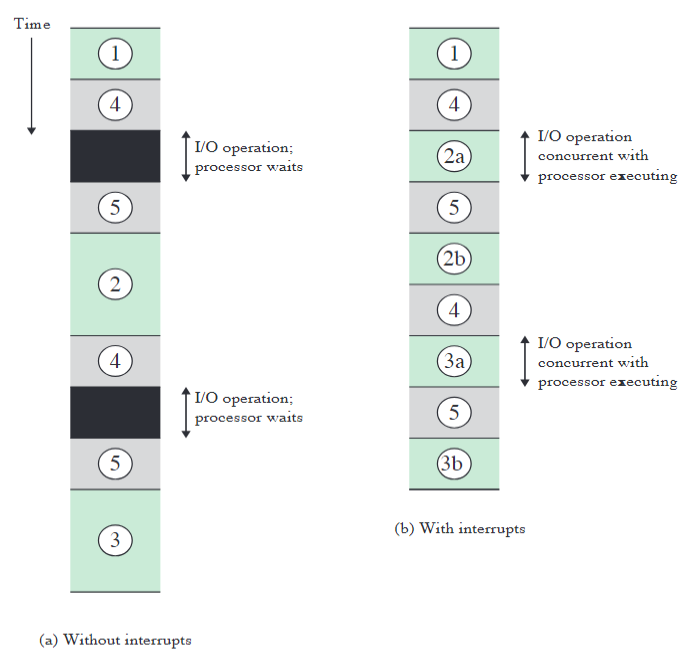 Time
1
4
I/O operation;
processor waits
5
2
4
I/O operation;
processor waits
5
3
(a) Without interrupts
1
4
2a
I/O operation
concurrent with
processor executing
5
2b
4
3a
I/O operation
concurrent with
processor executing
5
3b
(b) With interrupts